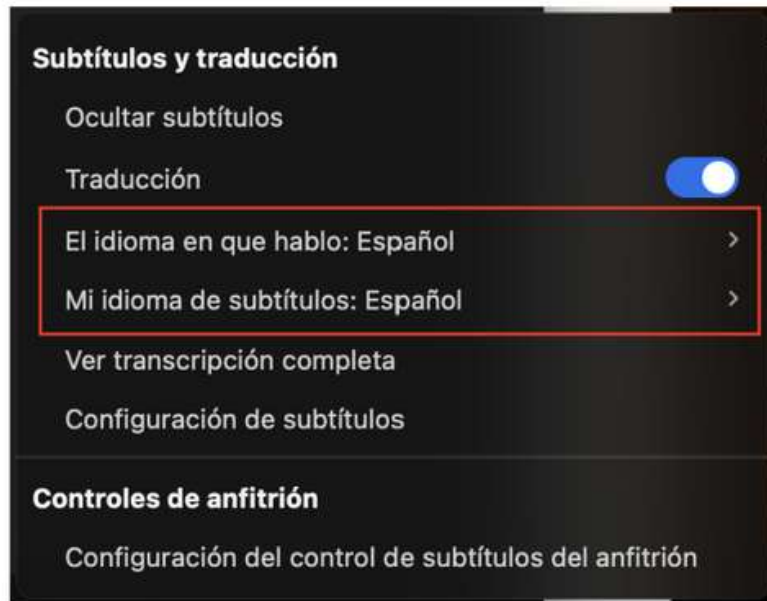 Subtítulos y traducción
Ocultar subtítulos
Traducción
El idioma en que hablo: Español
Mi idioma de subtítulos: Español
Ver transcripción completa
Configuración de subtítulos
Controles de anfitrión
Configuración del control de subtítulos del anfitrión